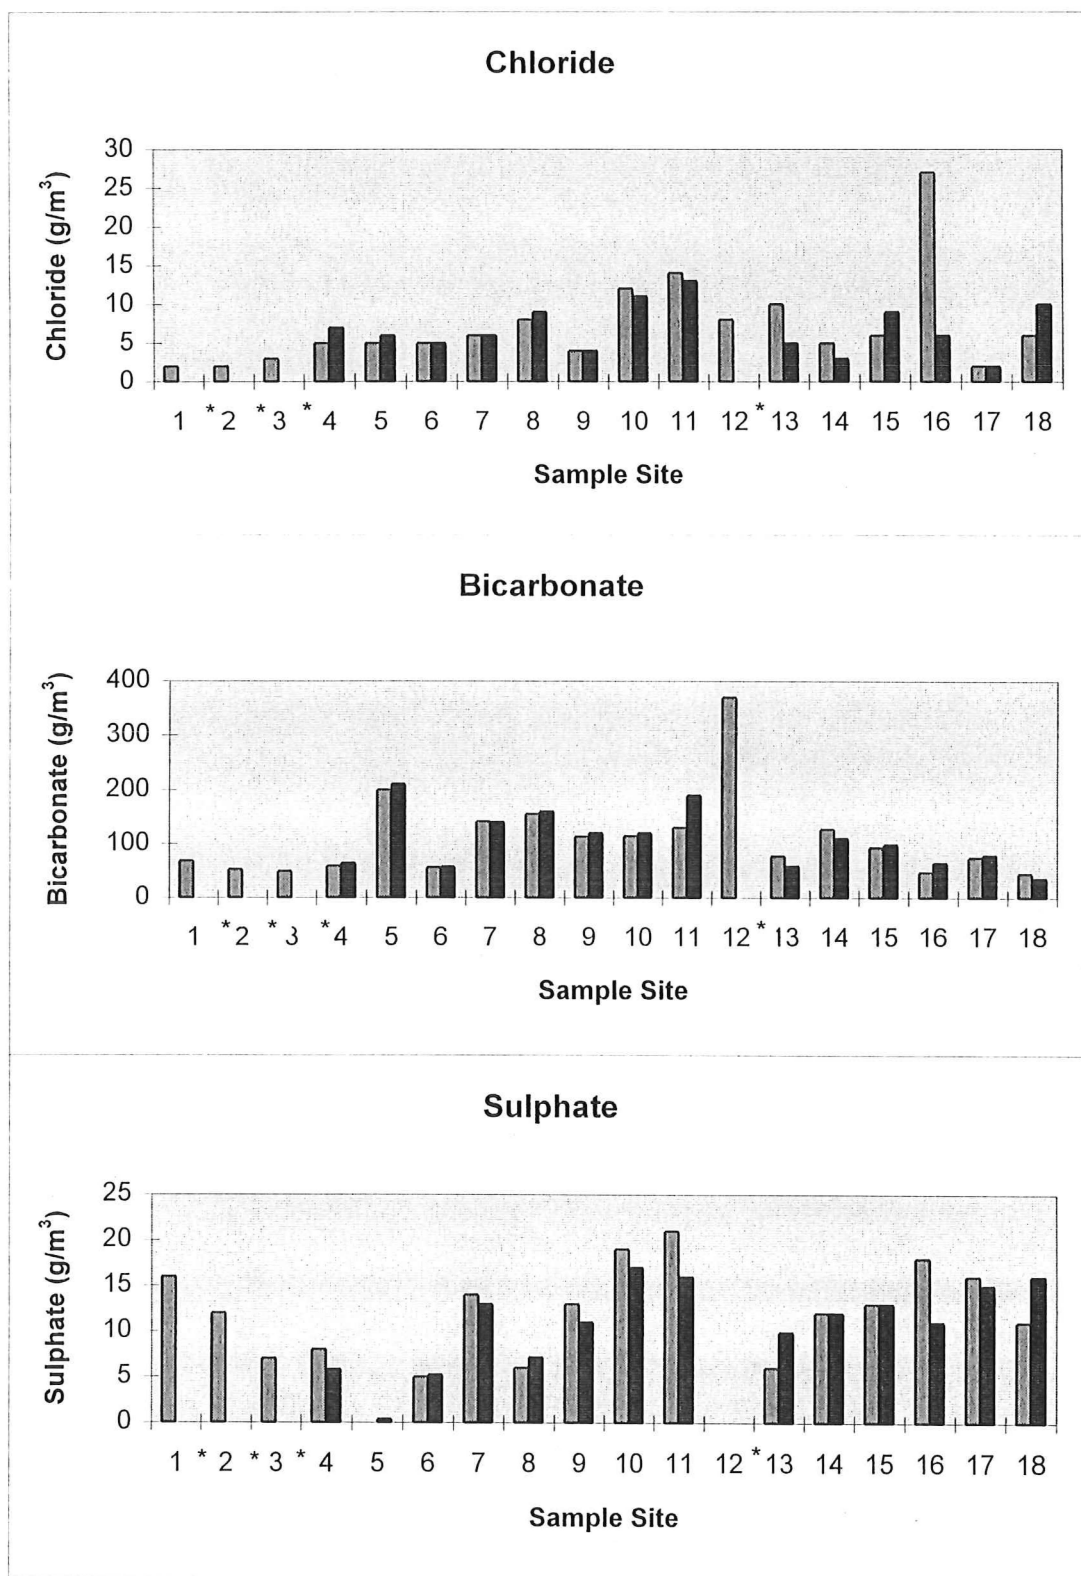 Chloride
Chloride (g/m³)
30
25
20
15
10
5
0
1 *2 *3 *4 5 6 7 8 9 10 11 12 *13 14 15 16 17 18
Sample Site
Bicarbonate
Bicarbonate (g/m³)
400
300
200
100
0
1 *2 *3 *4 5 6 7 8 9 10 11 12 *13 14 15 16 17 18
Sample Site
Sulphate
Sulphate (g/m³)
25
20
15
10
5
0
1 *2 *3 *4 5 6 7 8 9 10 11 12 *13 14 15 16 17 18
Sample Site